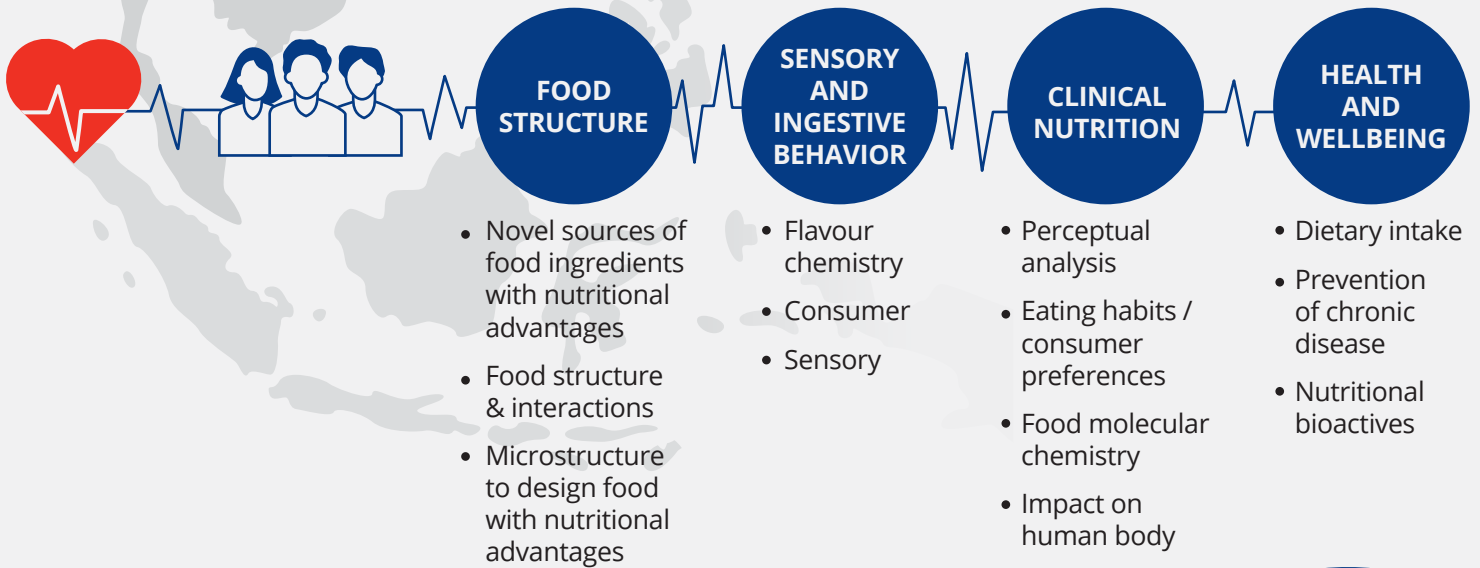 FOOD
STRUCTURE
• Novel sources of
food ingredients
with nutritional
advantages
• Food structure
& interactions
• Microstructure
to design food
with nutritional
advantages
SENSORY
AND
INGESTIVE
BEHAVIOR
• Flavour
chemistry
• Consumer
• Sensory
CLINICAL
NUTRITION
• Perceptual
analysis
• Eating habits /
consumer
preferences
• Food molecular
chemistry
• Impact on
human body
HEALTH
AND
WELLBEING
• Dietary intake
• Prevention
of chronic
disease
• Nutritional
bioactives